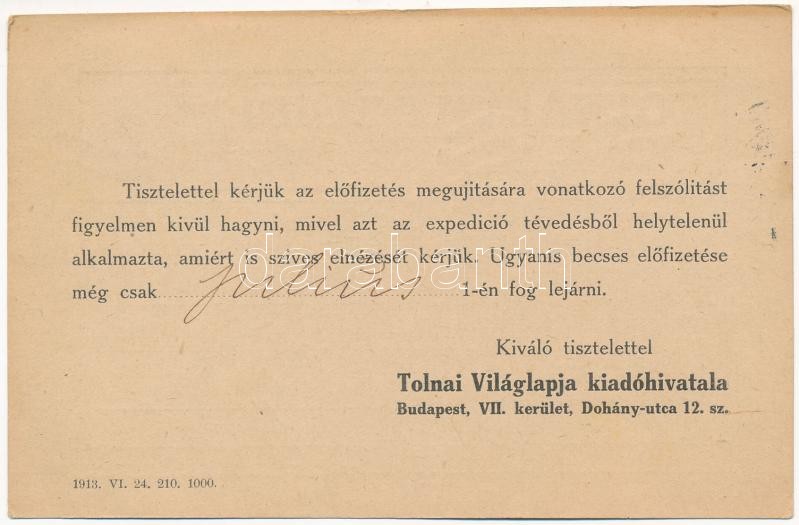 Tisztelettel kérjük az előfizetés megujitására vonatkozó felszólitást
figyelmen kivül hagyni, mivel azt az expedició tévedésből helytelenül
alkalmazta, amiért is szives elnézését kérjük. Ugyanis becses előfizetése
még csak julius 1-én fog lejárni.
darabanth
Kiváló tisztelettel
Tolnai Világlapja kiadóhivatala
Budapest, VII. kerület, Dohány-utca 12. sz.
1913. VI. 24. 210. 1000.